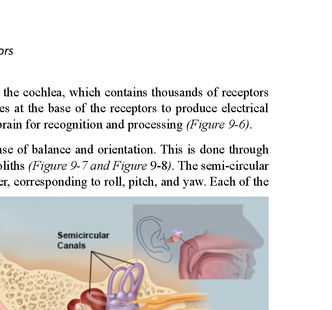 ors
the cochlea, which contains thousands of receptors
es at the base of the receptors to produce electrical
brain for recognition and processing (Figure 9-6).
nse of balance and orientation. This is done through
oliths (Figure 9-7 and Figure 9-8). The semi-circular
er, corresponding to roll, pitch, and yaw. Each of the
Semicircular
Canals